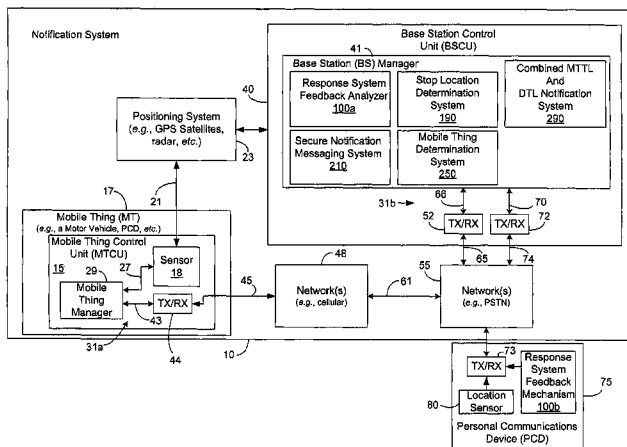 Notification System
Base Station Control
Unit (BSCU)
41
Base Station (BS) Manager
40
Response System
Feedback Analyzer
100a
Stop Location
Determination
System
190
Combined MTTL
And
DTL Notification
System
290
Secure Notification
Messaging System
210
Mobile Thing
Determination
System
250
Positioning System
(e.g., GPS Satellites,
radar, etc.)
23
17
21
31b
66
70
52
TX/RX
TX/RX
72
65
74
Mobile Thing (MT)
(e.g., a Motor Vehicle, PCD, etc.)
Mobile Thing Control
Unit (MTCU)
15
29
27
Sensor
18
Mobile
Thing
Manager
43
TX/RX
31a
44
45
48
Network(s)
(e.g., cellular)
61
55
Network(s)
(e.g., PSTN)
10
73
TX/RX
Response
System
Feedback
Mechanism
100b
75
80
Location
Sensor
Personal Communications
Device (PCD)